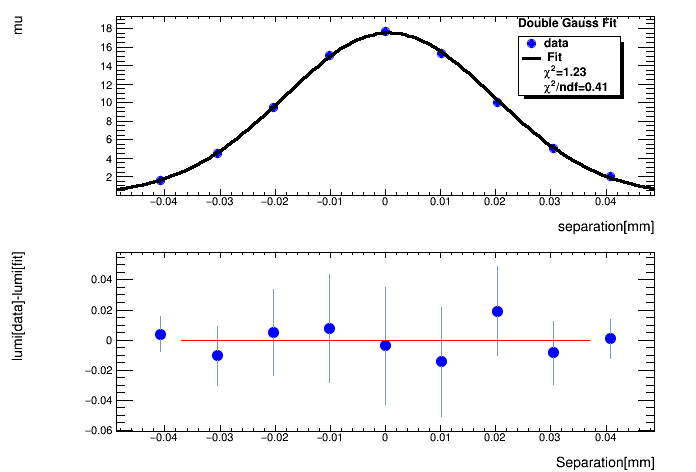 mu
Double Gauss Fit
data
Fit
χ²=1.23
χ²/ndf=0.41
18
16
14
12
10
8
6
4
2
−0.04 −0.03 −0.02 −0.01 0 0.01 0.02 0.03 0.04
separation[mm]
lumi[data]-lumi[fit]
0.04
0.02
0
−0.02
−0.04
−0.06
−0.04 −0.03 −0.02 −0.01 0 0.01 0.02 0.03 0.04
Separation[mm]